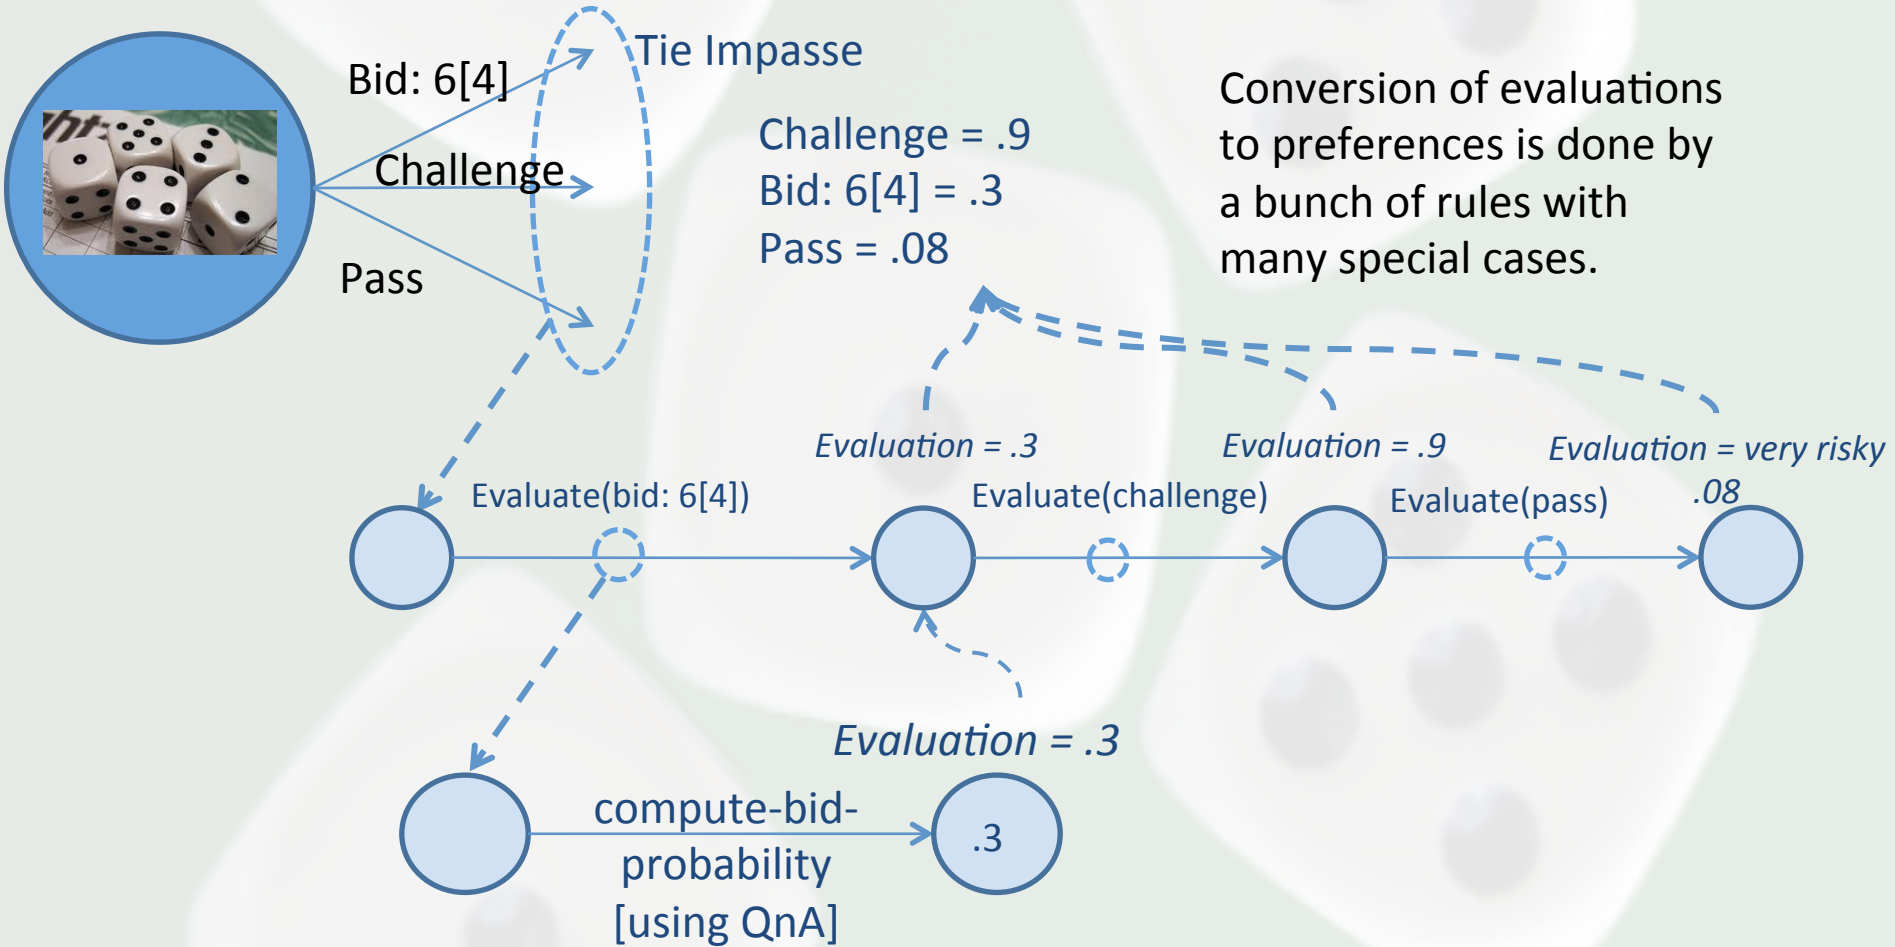 Tie Impasse
Bid: 6[4]
Challenge
Pass
Challenge = .9
Bid: 6[4] = .3
Pass = .08
Conversion of evaluations
to preferences is done by
a bunch of rules with
many special cases.
Evaluation = .3
Evaluation = .9
Evaluation = very risky
.08
Evaluate(bid: 6[4])
Evaluate(challenge)
Evaluate(pass)
Evaluation = .3
compute-bid-
probability
[using QnA]
.3